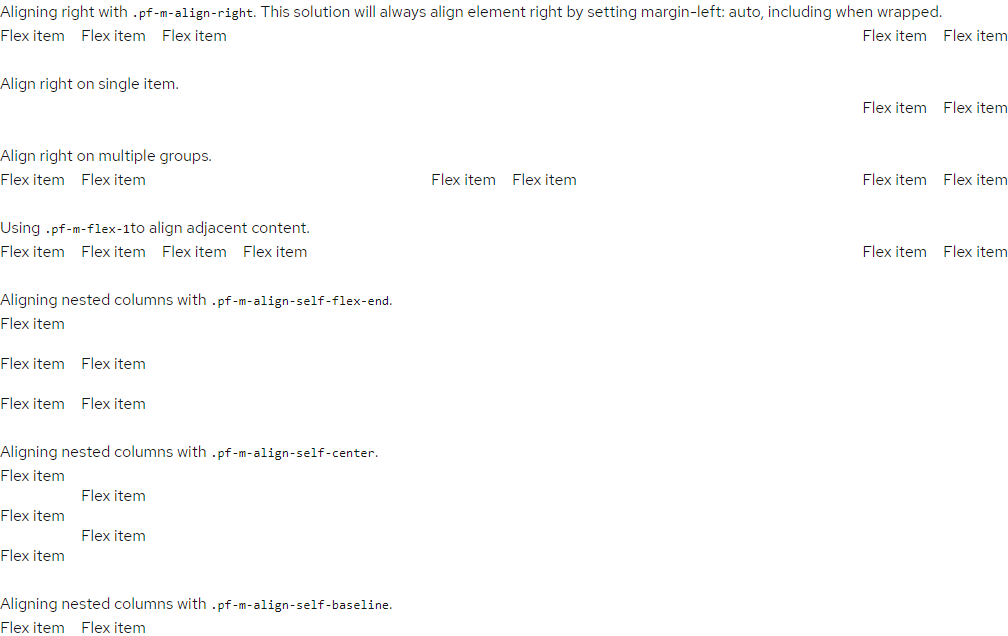 Aligning right with .pf-m-align-right. This solution will always align element right by setting margin-left: auto, including when wrapped.
Flex item Flex item Flex item Flex item Flex item
Align right on single item.
Flex item Flex item
Align right on multiple groups.
Flex item Flex item Flex item Flex item Flex item Flex item
Using .pf-m-flex-1to align adjacent content.
Flex item Flex item Flex item Flex item Flex item Flex item
Aligning nested columns with .pf-m-align-self-flex-end.
Flex item
Flex item Flex item
Flex item Flex item
Aligning nested columns with .pf-m-align-self-center.
Flex item
Flex item
Flex item
Flex item
Flex item
Aligning nested columns with .pf-m-align-self-baseline.
Flex item Flex item